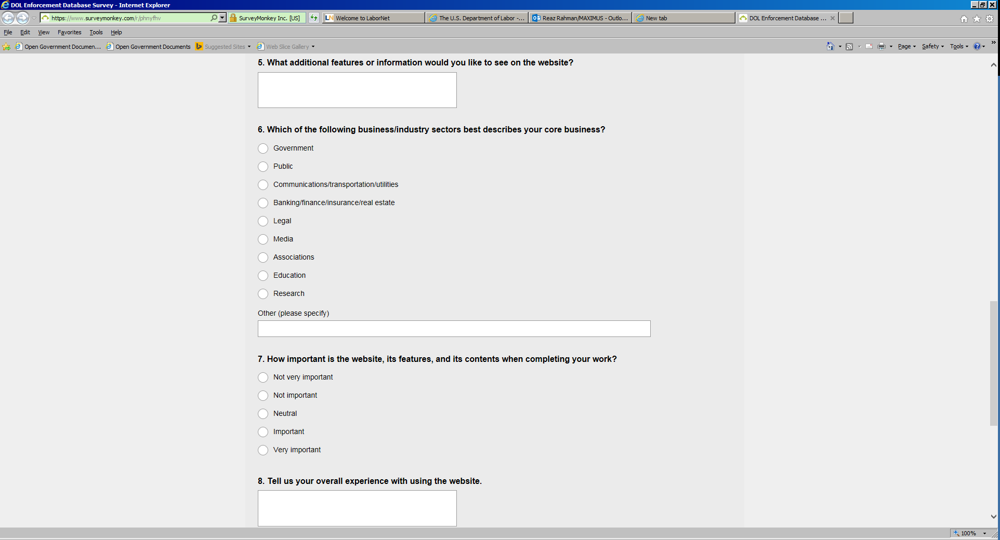 DOL Enforcement Database Survey - Internet Explorer
https://www.surveymonkey.com/r/phnyfhv
SurveyMonkey Inc. [US]
LN Welcome to LaborNet
The U.S. Department of Labor -...
Reaz Rahman/MAXIMUS - Outlo...
New tab
DOL Enforcement Database ...
File Edit View Favorites Tools Help
Open Government Documen... Open Government Documents Suggested Sites Web Slice Gallery
Page Safety Tools
5. What additional features or information would you like to see on the website?
6. Which of the following business/industry sectors best describes your core business?
Government
Public
Communications/transportation/utilities
Banking/finance/insurance/real estate
Legal
Media
Associations
Education
Research
Other (please specify)
7. How important is the website, its features, and its contents when completing your work?
Not very important
Not important
Neutral
Important
Very important
8. Tell us your overall experience with using the website.
100%